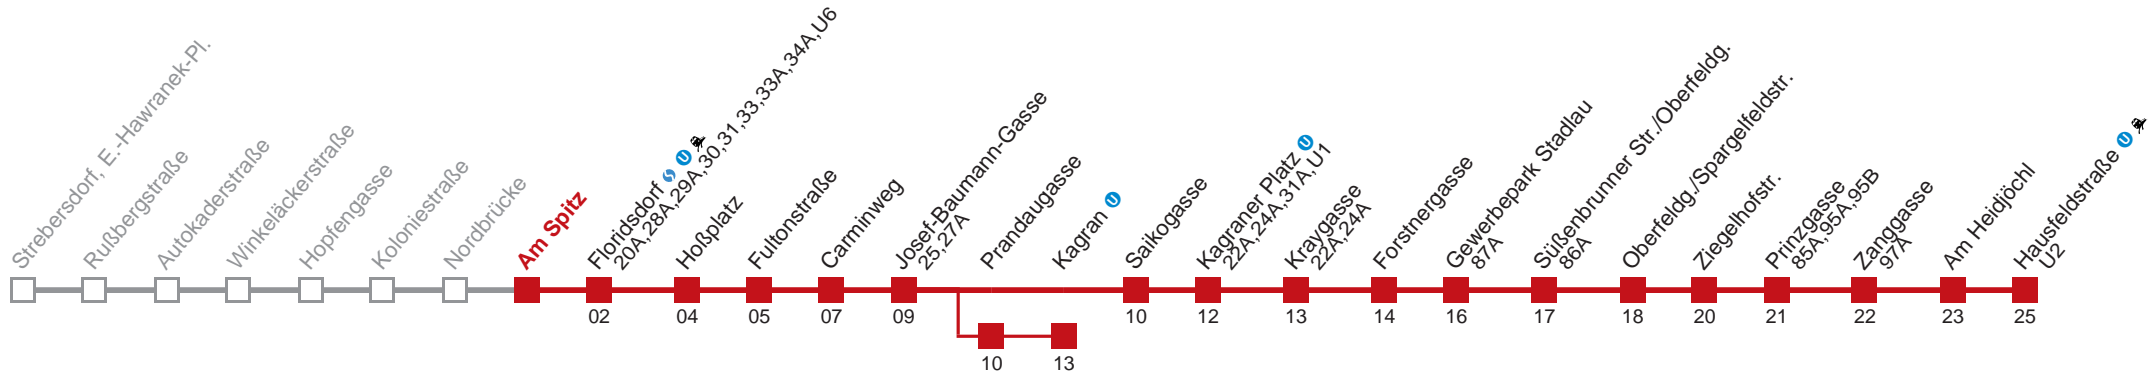 Strebersdorf, E.-Hawranek-Pl.
Rußbergstraße
Autokaderstraße
Winkeläckerstraße
Hopfengasse
Koloniestraße
Nordbrücke
Am Spitz
Floridsdorf S U
20A,28A,29A,30,31,33,33A,34A,U6
Hoßplatz
Fultonstraße
Carminweg
Josef-Baumann-Gasse
25,27A
Prandaugasse
Kagran U
Saikogasse
Kagraner Platz U
22A,24A,31A,U1
Kraygasse
22A,24A
Forstnergasse
Gewerbepark Stadlau
87A
Süßenbrunner Str./Oberfeldg.
86A
Oberfeldg./Spargelfeldstr.
Ziegelhofstr.
Prinzgasse
85A,95A,95B
Zanggasse
97A
Am Heidjöchl
Hausfeldstraße U
U2
02 04 05 07 09 10 12 13 14 16 17 18 20 21 22 23 25
10 13